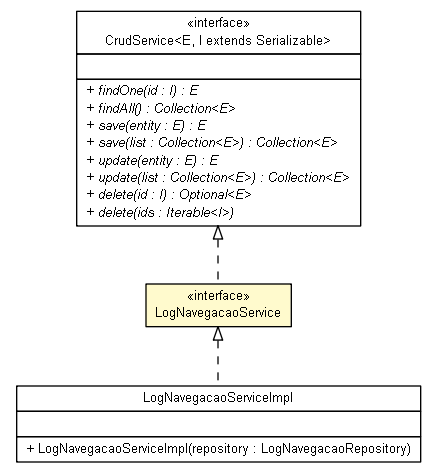 «interface»
CrudService<E, I extends Serializable>
+ findOne(id : I) : E
+ findAll() : Collection<E>
+ save(entity : E) : E
+ save(list : Collection<E>) : Collection<E>
+ update(entity : E) : E
+ update(list : Collection<E>) : Collection<E>
+ delete(id : I) : Optional<E>
+ delete(ids : Iterable<I>)
«interface»
LogNavegacaoService
LogNavegacaoServiceImpl
+ LogNavegacaoServiceImpl(repository : LogNavegacaoRepository)